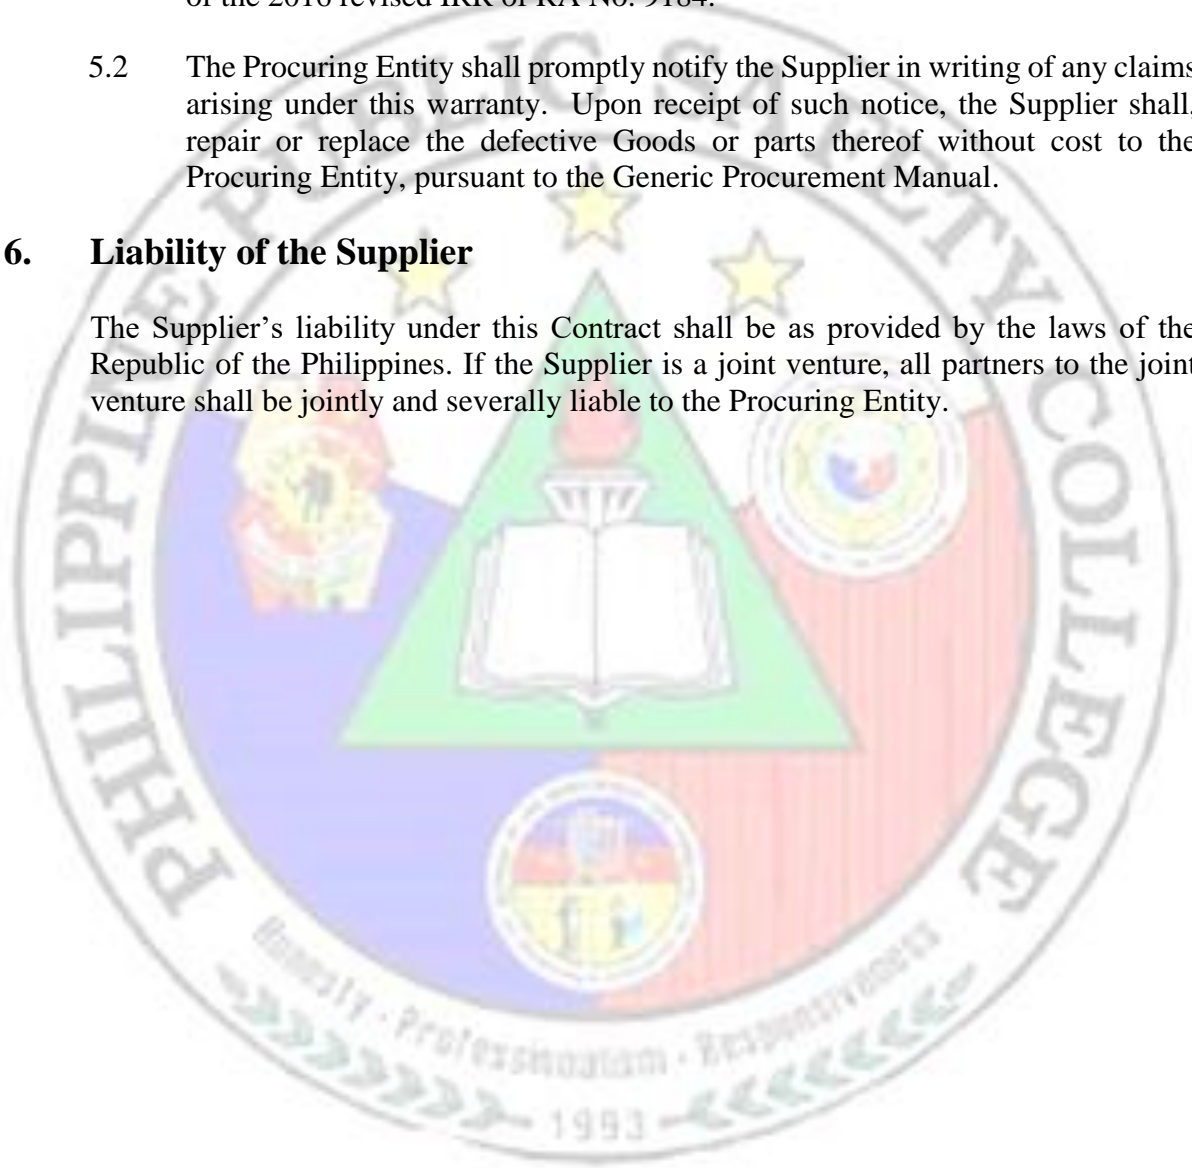 of the 2016 revised IRR of RA No. 9184.
5.2 The Procuring Entity shall promptly notify the Supplier in writing of any claims
arising under this warranty. Upon receipt of such notice, the Supplier shall,
repair or replace the defective Goods or parts thereof without cost to the
Procuring Entity, pursuant to the Generic Procurement Manual.
6. Liability of the Supplier
The Supplier’s liability under this Contract shall be as provided by the laws of the
Republic of the Philippines. If the Supplier is a joint venture, all partners to the joint
venture shall be jointly and severally liable to the Procuring Entity.
PHILIPPINE PUBLIC SAFETY COLLEGE
Honesty · Professionalism · Responsiveness
1993